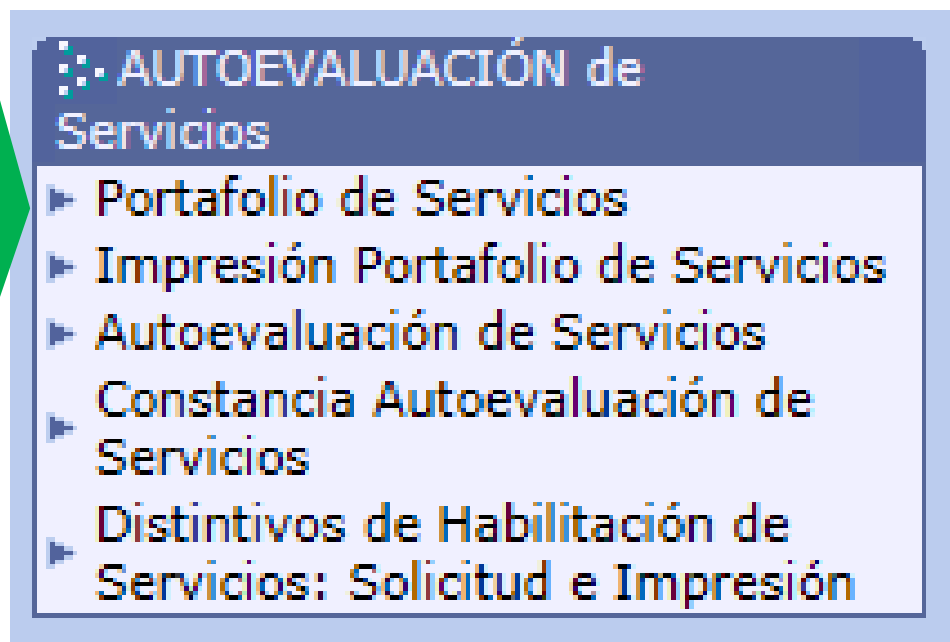 AUTOEVALUACIÓN de
Servicios
Portafolio de Servicios
Impresión Portafolio de Servicios
Autoevaluación de Servicios
Constancia Autoevaluación de
Servicios
Distintivos de Habilitación de
Servicios: Solicitud e Impresión